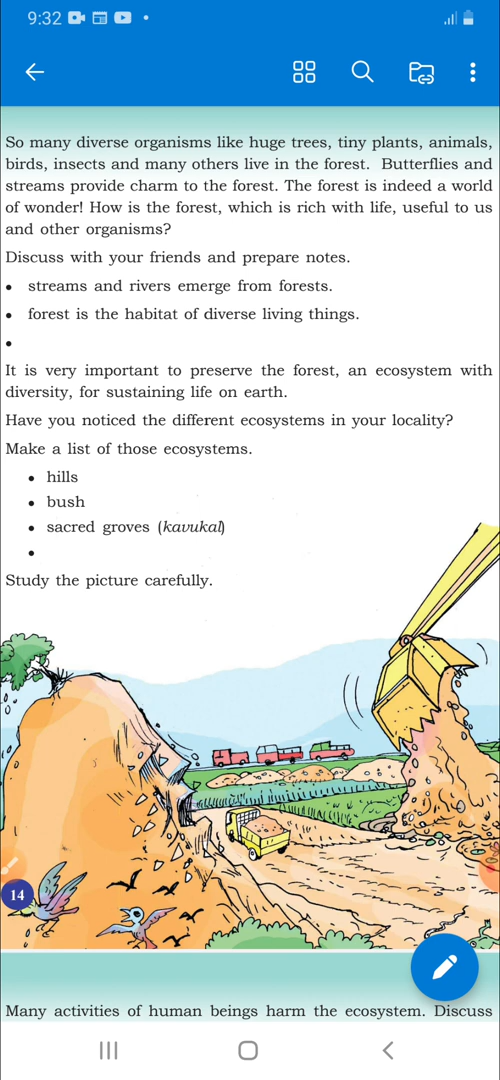 9:32
So many diverse organisms like huge trees, tiny plants, animals,
birds, insects and many others live in the forest. Butterflies and
streams provide charm to the forest. The forest is indeed a world
of wonder! How is the forest, which is rich with life, useful to us
and other organisms?
Discuss with your friends and prepare notes.
• streams and rivers emerge from forests.
• forest is the habitat of diverse living things.
•
It is very important to preserve the forest, an ecosystem with
diversity, for sustaining life on earth.
Have you noticed the different ecosystems in your locality?
Make a list of those ecosystems.
• hills
• bush
• sacred groves (kavukal)
•
Study the picture carefully.
14
Many activities of human beings harm the ecosystem. Discuss